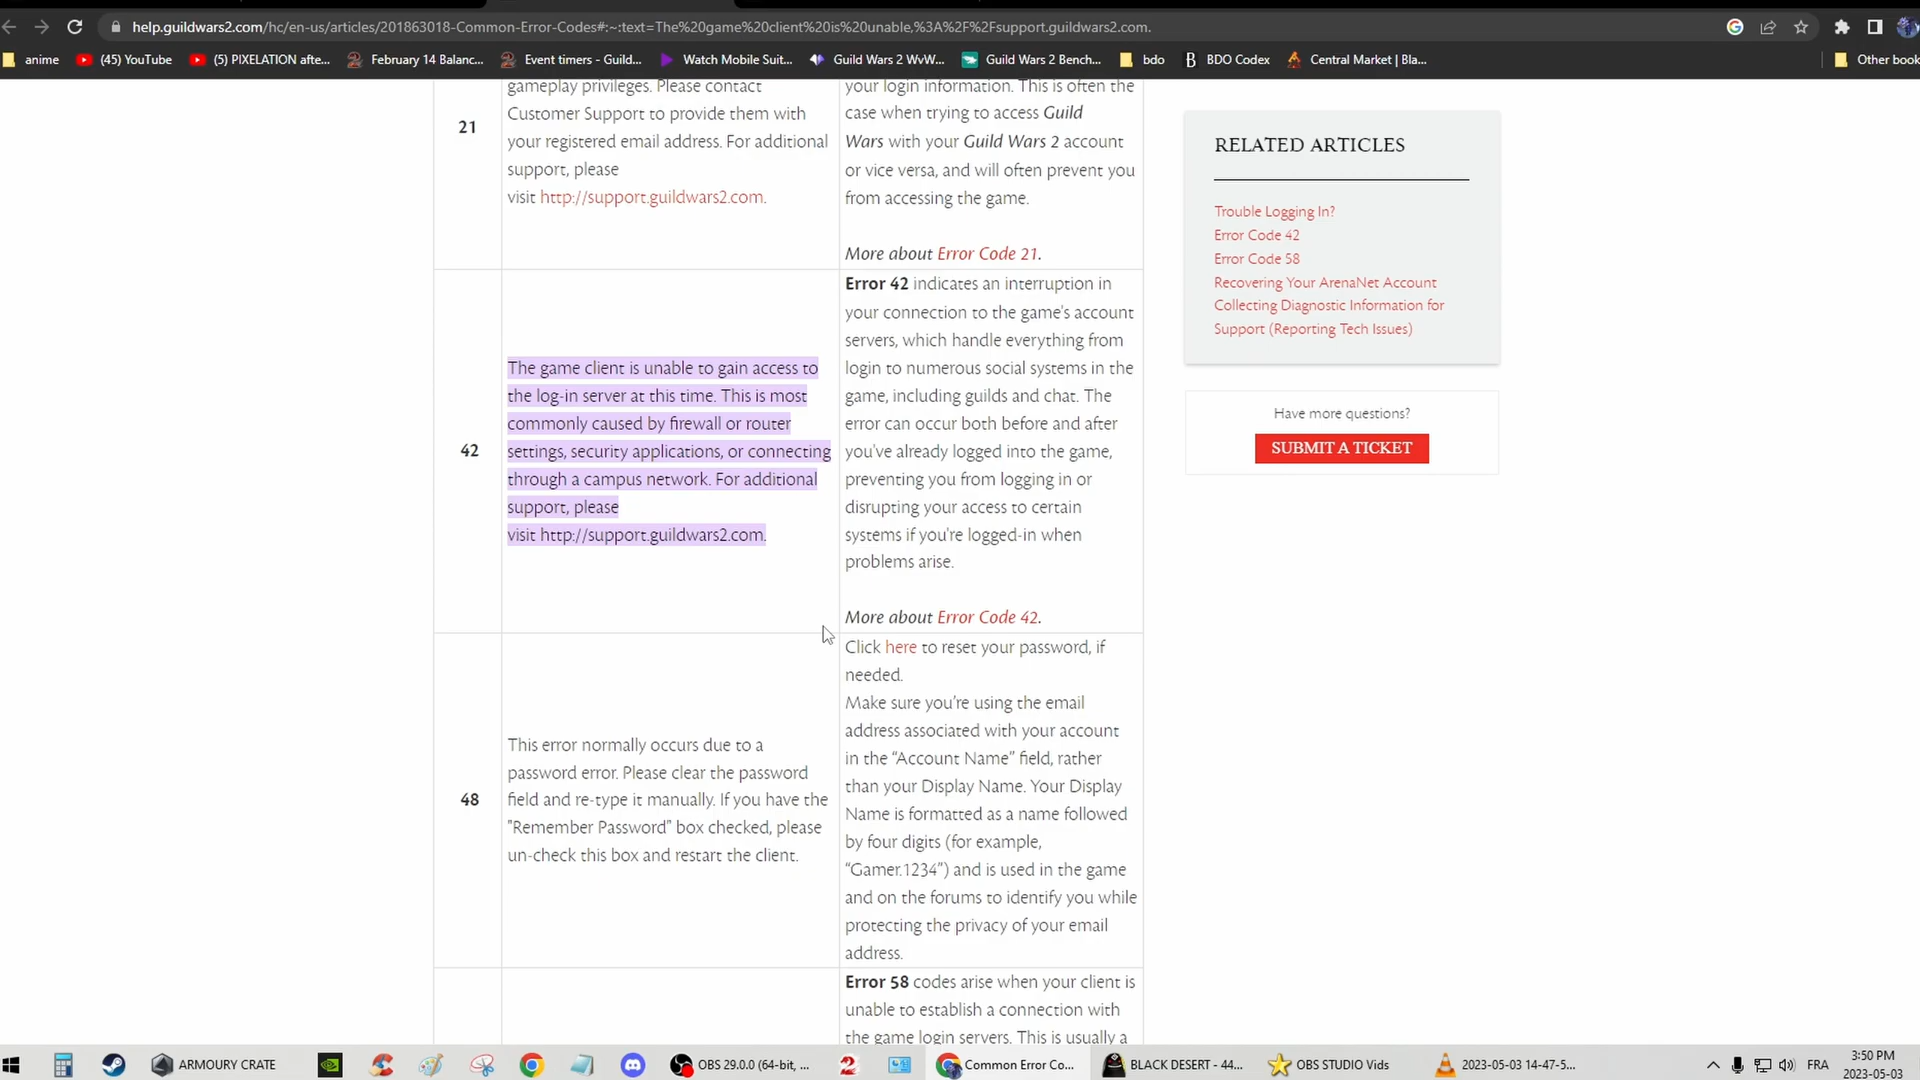 help.guildwars2.com/hc/en-us/articles/201863018-Common-Error-Codes#:~:text=The%20game%20client%20is%20unable,%3A%2F%2Fsupport.guildwars2.com.
anime
(45) YouTube
(5) PIXELATION afte...
February 14 Balanc...
Event timers - Guild...
Watch Mobile Suit...
Guild Wars 2 WvW...
Guild Wars 2 Bench...
bdo
BDO Codex
Central Market | Bla...
Other book
21
gameplay privileges. Please contact
Customer Support to provide them with
your registered email address. For additional
support, please
visit http://support.guildwars2.com.
your login information. This is often the
case when trying to access Guild
Wars with your Guild Wars 2 account
or vice versa, and will often prevent you
from accessing the game.
More about Error Code 21.
42
The game client is unable to gain access to
the log-in server at this time. This is most
commonly caused by firewall or router
settings, security applications, or connecting
through a campus network. For additional
support, please
visit http://support.guildwars2.com.
Error 42 indicates an interruption in
your connection to the game's account
servers, which handle everything from
login to numerous social systems in the
game, including guilds and chat. The
error can occur both before and after
you've already logged into the game,
preventing you from logging in or
disrupting your access to certain
systems if you're logged-in when
problems arise.
More about Error Code 42.
48
This error normally occurs due to a
password error. Please clear the password
field and re-type it manually. If you have the
"Remember Password" box checked, please
un-check this box and restart the client.
Click here to reset your password, if
needed.
Make sure you’re using the email
address associated with your account
in the “Account Name” field, rather
than your Display Name. Your Display
Name is formatted as a name followed
by four digits (for example,
“Gamer.1234”) and is used in the game
and on the forums to identify you while
protecting the privacy of your email
address.
Error 58 codes arise when your client is
unable to establish a connection with
the game login servers. This is usually a
RELATED ARTICLES
Trouble Logging In?
Error Code 42
Error Code 58
Recovering Your ArenaNet Account
Collecting Diagnostic Information for
Support (Reporting Tech Issues)
Have more questions?
SUBMIT A TICKET
ARMOURY CRATE
OBS 29.0.0 (64-bit, ...
Common Error Co...
BLACK DESERT - 44...
OBS STUDIO Vids
2023-05-03 14-47-5...
FRA
3:50 PM
2023-05-03